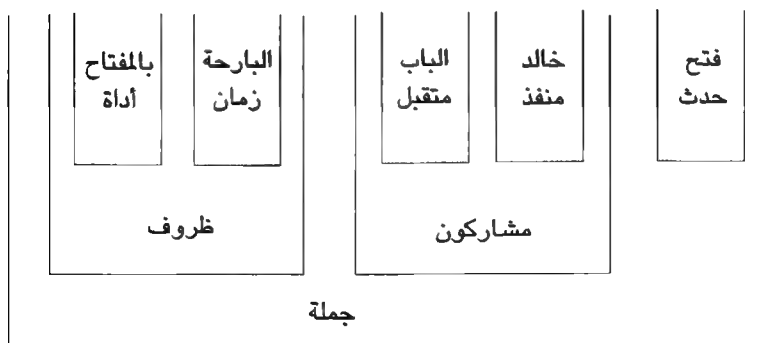 فتح
حدث
خالد
منفذ
الباب
متقبل
البارحة
زمان
بالمفتاح
أداة
مشاركون
ظروف
جملة